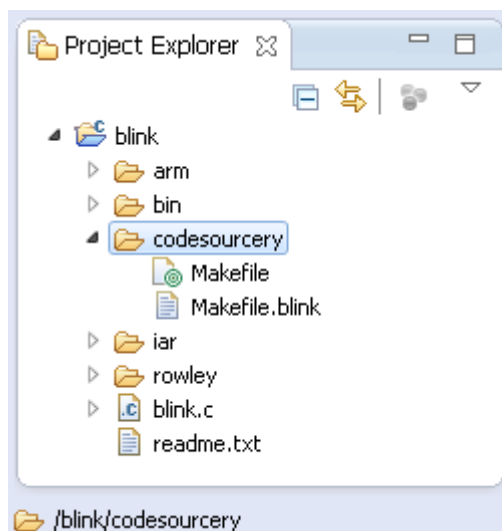 Project Explorer
blink
arm
bin
codesourcery
Makefile
Makefile.blink
iar
rowley
.c blink.c
readme.txt
/blink/codesourcery